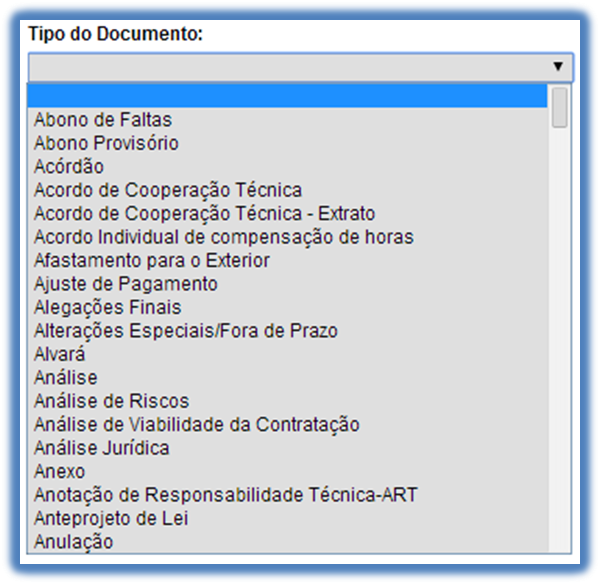 Tipo do Documento:
Abono de Faltas
Abono Provisório
Acórdão
Acordo de Cooperação Técnica
Acordo de Cooperação Técnica - Extrato
Acordo Individual de compensação de horas
Afastamento para o Exterior
Ajuste de Pagamento
Alegações Finais
Alterações Especiais/Fora de Prazo
Alvará
Análise
Análise de Riscos
Análise de Viabilidade da Contratação
Análise Jurídica
Anexo
Anotação de Responsabilidade Técnica-ART
Anteprojeto de Lei
Anulação